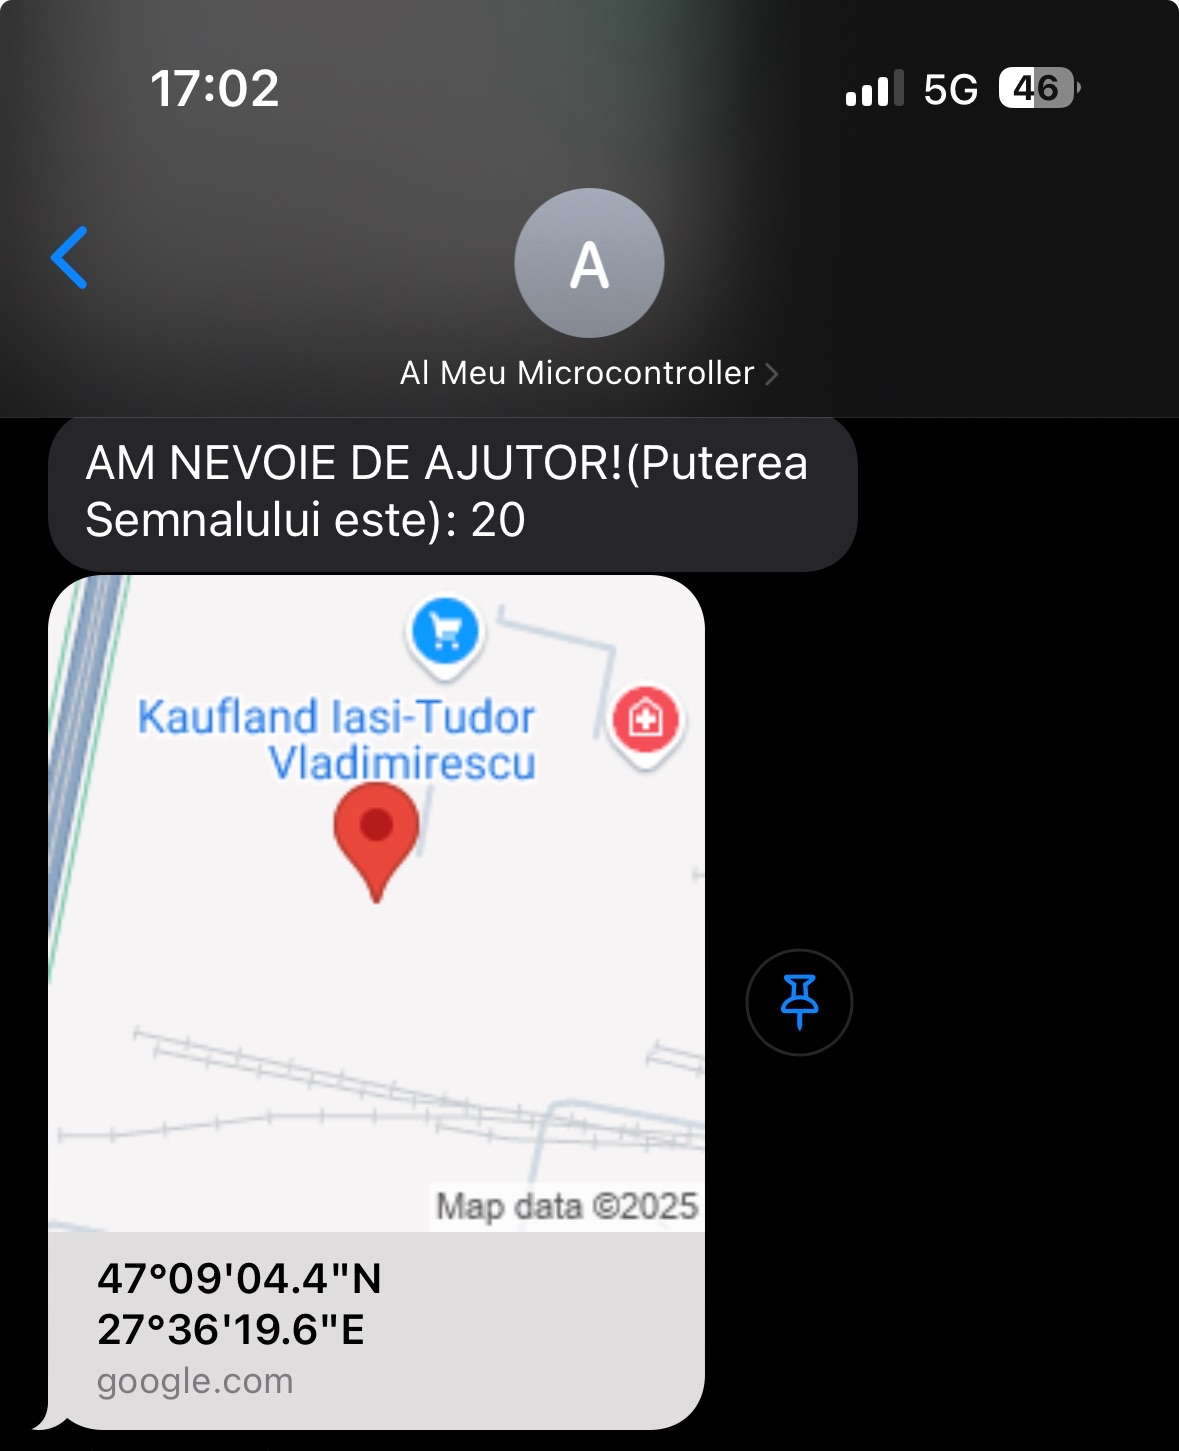 17:02
5G
46
A
Al Meu Microcontroller
AM NEVOIE DE AJUTOR!(Puterea
Semnalului este): 20
Kaufland Iasi-Tudor
Vladimirescu
Map data ©2025
47°09'04.4"N
27°36'19.6"E
google.com